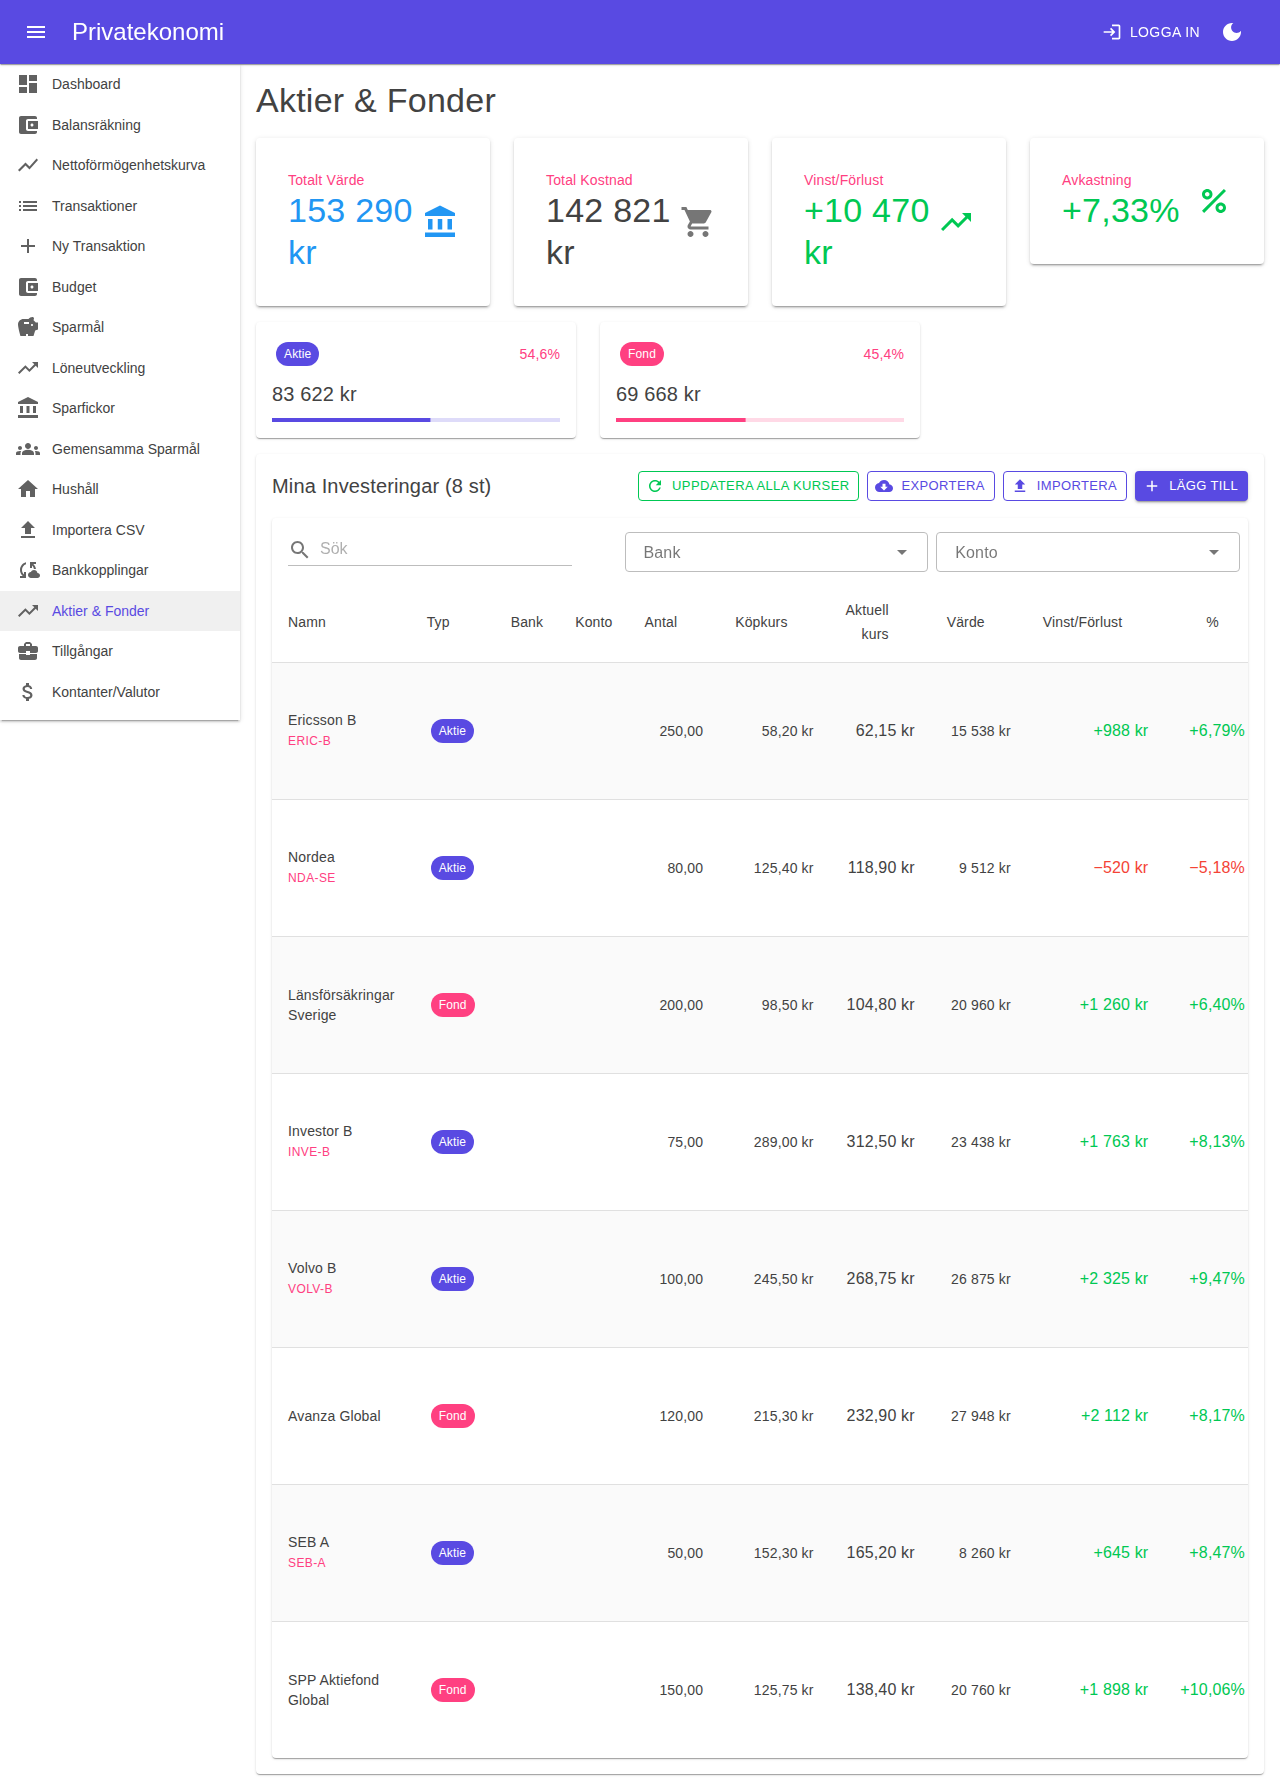 Privatekonomi
LOGGA IN
Dashboard
Balansräkning
Nettoförmögenhetskurva
Transaktioner
Ny Transaktion
Budget
Sparmål
Löneutveckling
Sparfickor
Gemensamma Sparmål
Hushåll
Importera CSV
Bankkopplingar
Aktier & Fonder
Tillgångar
Kontanter/Valutor
Aktier & Fonder
Totalt Värde
153 290
kr
Total Kostnad
142 821
kr
Vinst/Förlust
+10 470
kr
Avkastning
+7,33%
Aktie 54,6%
83 622 kr
Fond 45,4%
69 668 kr
Mina Investeringar (8 st)
UPPDATERA ALLA KURSER
EXPORTERA
IMPORTERA
LÄGG TILL
Sök
Bank
Konto
Namn Typ Bank Konto Antal Köpkurs Aktuell kurs Värde Vinst/Förlust %
Ericsson B
ERIC-B
Aktie 250,00 58,20 kr 62,15 kr 15 538 kr +988 kr +6,79%
Nordea
NDA-SE
Aktie 80,00 125,40 kr 118,90 kr 9 512 kr −520 kr −5,18%
Länsförsäkringar
Sverige
Fond 200,00 98,50 kr 104,80 kr 20 960 kr +1 260 kr +6,40%
Investor B
INVE-B
Aktie 75,00 289,00 kr 312,50 kr 23 438 kr +1 763 kr +8,13%
Volvo B
VOLV-B
Aktie 100,00 245,50 kr 268,75 kr 26 875 kr +2 325 kr +9,47%
Avanza Global Fond 120,00 215,30 kr 232,90 kr 27 948 kr +2 112 kr +8,17%
SEB A
SEB-A
Aktie 50,00 152,30 kr 165,20 kr 8 260 kr +645 kr +8,47%
SPP Aktiefond
Global
Fond 150,00 125,75 kr 138,40 kr 20 760 kr +1 898 kr +10,06%